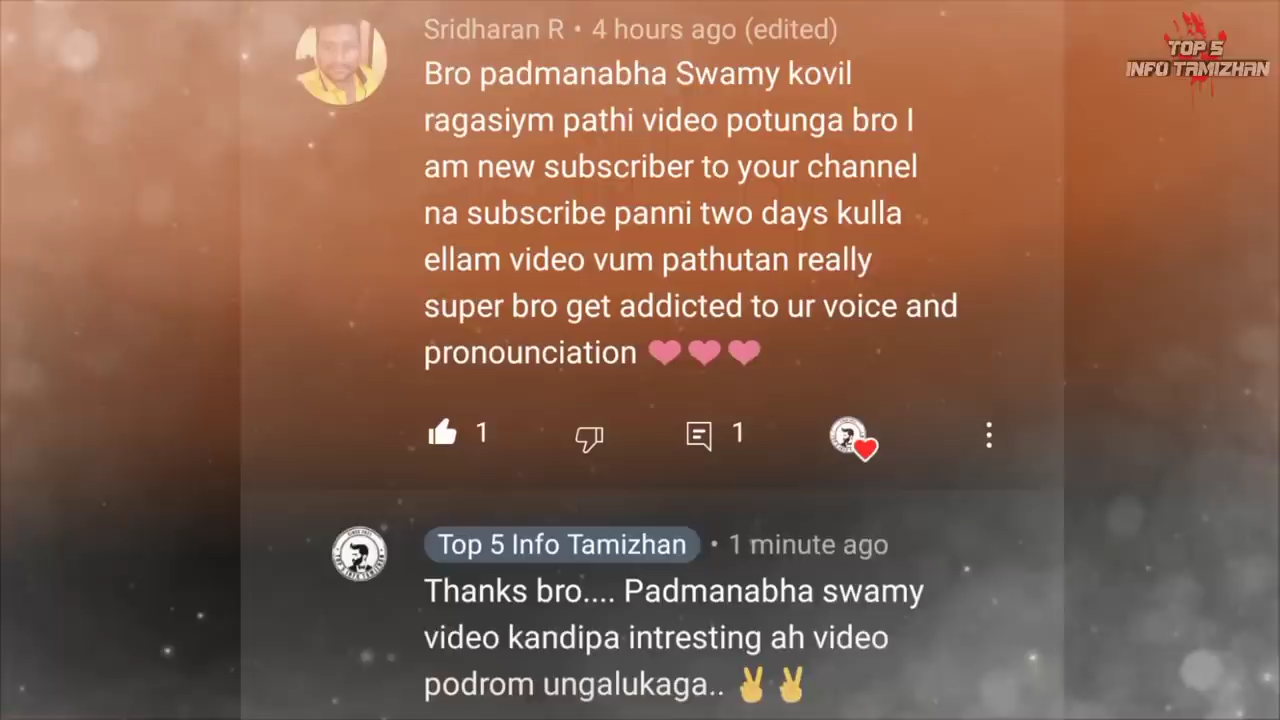 Sridharan R • 4 hours ago (edited)
Bro padmanabha Swamy kovil
ragasiym pathi video potunga bro I
am new subscriber to your channel
na subscribe panni two days kulla
ellam video vum pathutan really
super bro get addicted to ur voice and
pronounciation 💗💗💗
1
1
Top 5 Info Tamizhan • 1 minute ago
Thanks bro.... Padmanabha swamy
video kandipa intresting ah video
podrom ungalukaga.. ✌✌
TOP 5
INFO TAMIZHAN